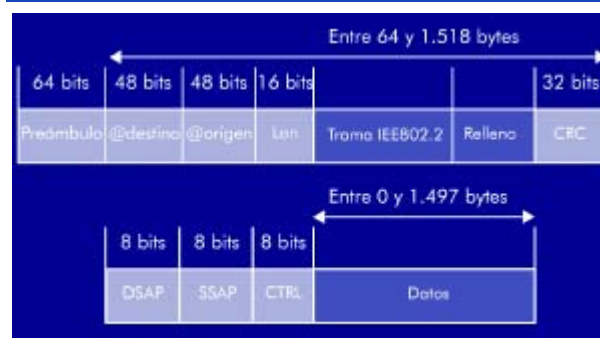 Entre 64 y 1.518 bytes
64 bits 48 bits 48 bits 16 bits 32 bits
Preámbulo @destino @origen Lon Trama IEE802.2 Relleno CRC
Entre 0 y 1.497 bytes
8 bits 8 bits 8 bits
DSAP SSAP CTRL Datos